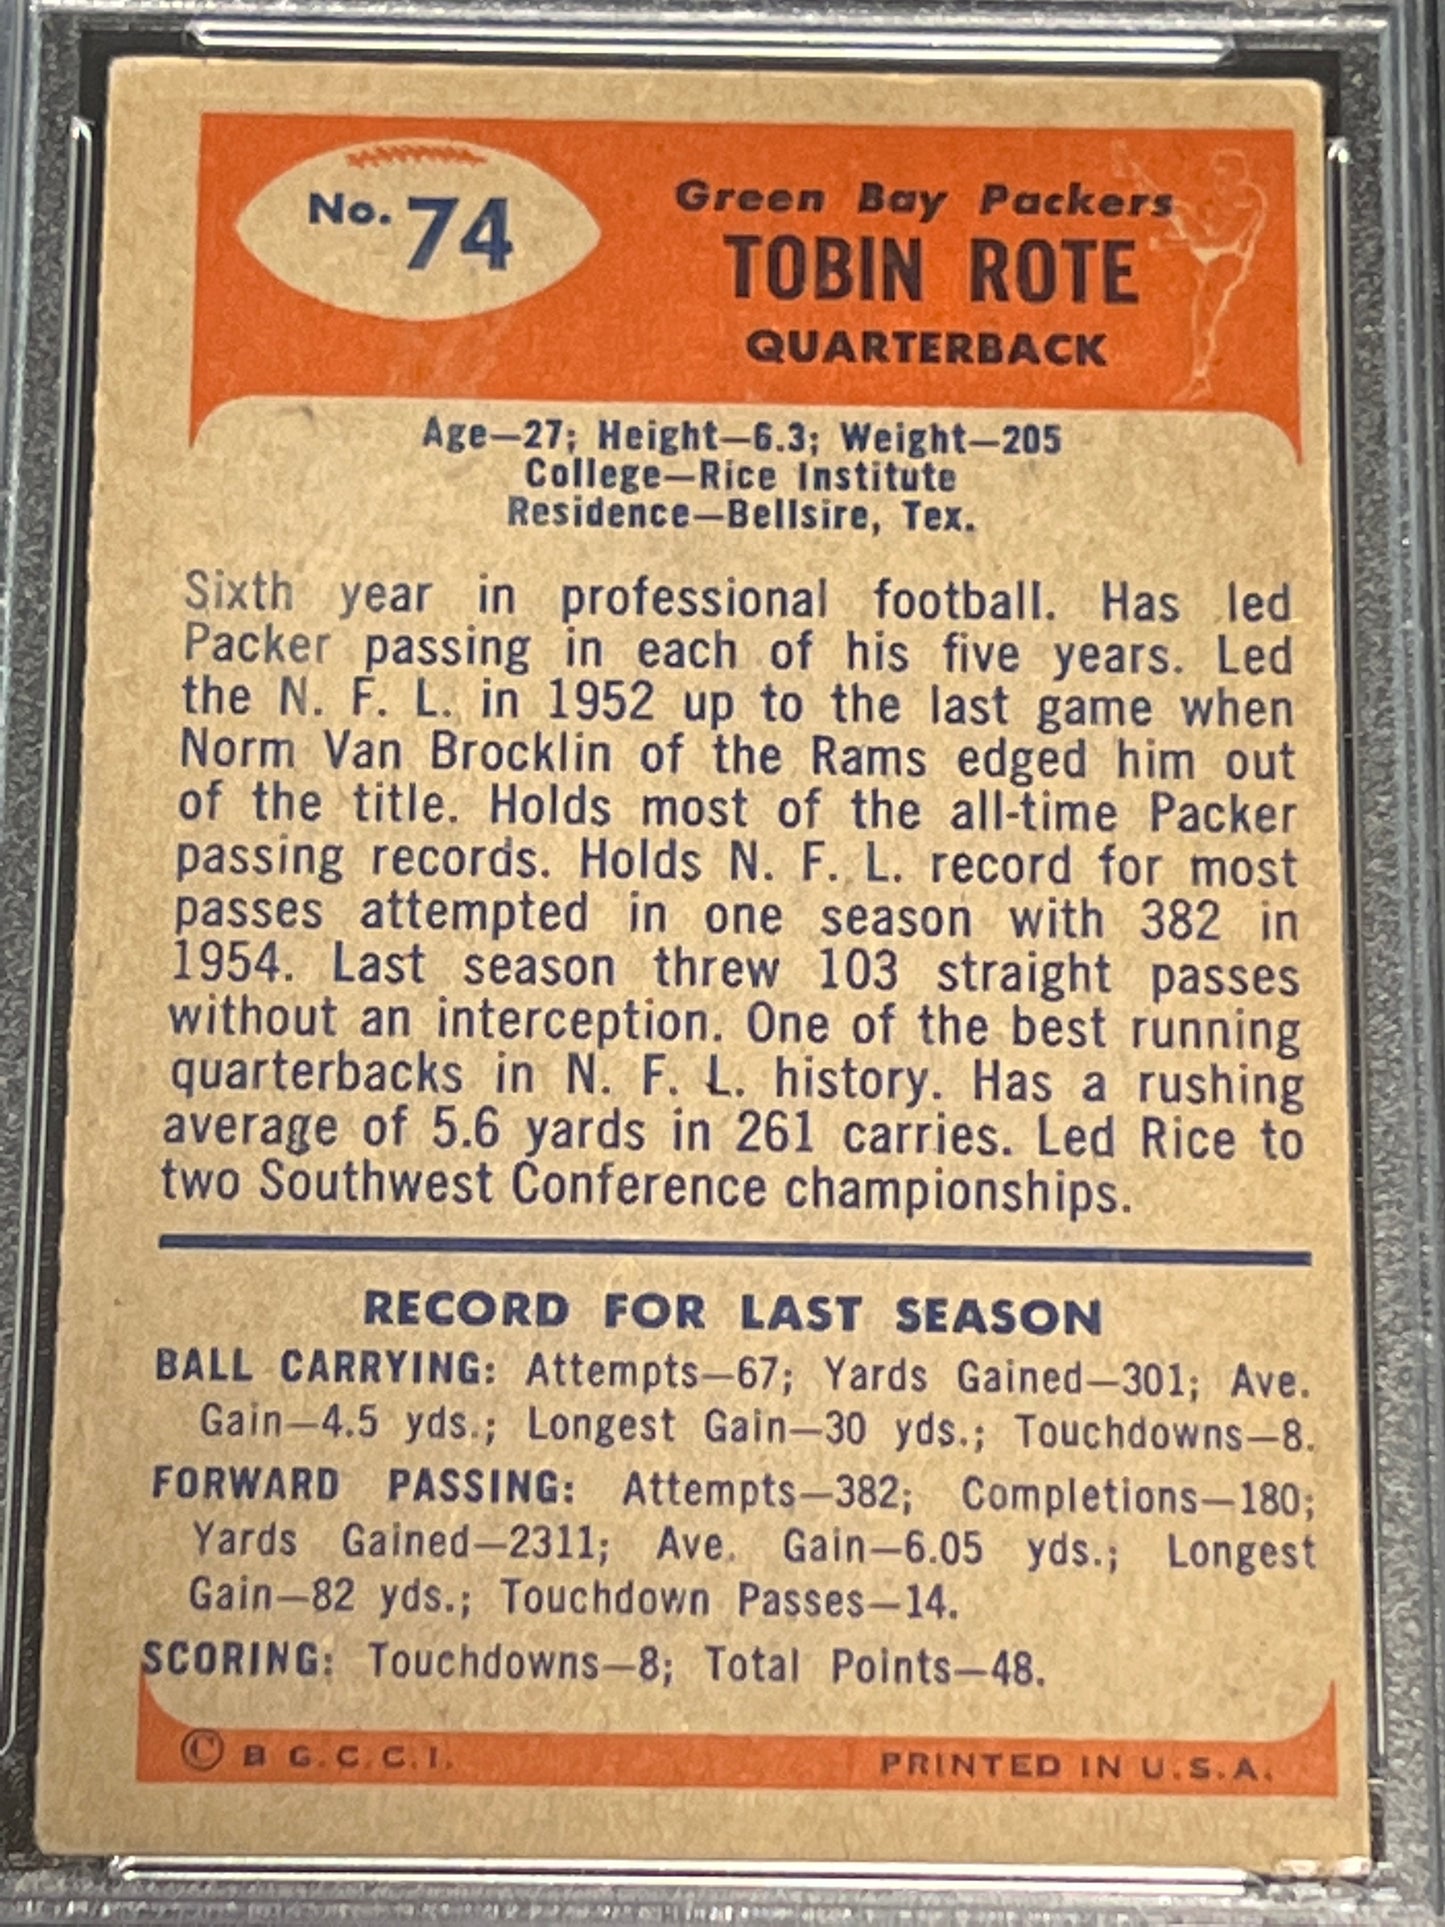 No. 74
Green Bay Packers
TOBIN ROTE
QUARTERBACK
Age—27; Height—6.3; Weight—205
College—Rice Institute
Residence—Bellsire, Tex.
Sixth year in professional football. Has led
Packer passing in each of his five years. Led
the N. F. L. in 1952 up to the last game when
Norm Van Brocklin of the Rams edged him out
of the title. Holds most of the all-time Packer
passing records. Holds N. F. L. record for most
passes attempted in one season with 382 in
1954. Last season threw 103 straight passes
without an interception. One of the best running
quarterbacks in N. F. L. history. Has a rushing
average of 5.6 yards in 261 carries. Led Rice to
two Southwest Conference championships.
RECORD FOR LAST SEASON
BALL CARRYING: Attempts—67; Yards Gained—301; Ave.
Gain—4.5 yds.; Longest Gain—30 yds.; Touchdowns—8.
FORWARD PASSING: Attempts—382; Completions—180;
Yards Gained—2311; Ave. Gain—6.05 yds.; Longest
Gain—82 yds.; Touchdown Passes—14.
SCORING: Touchdowns—8; Total Points—48.
© B G.C.C.I.
PRINTED IN U.S.A.